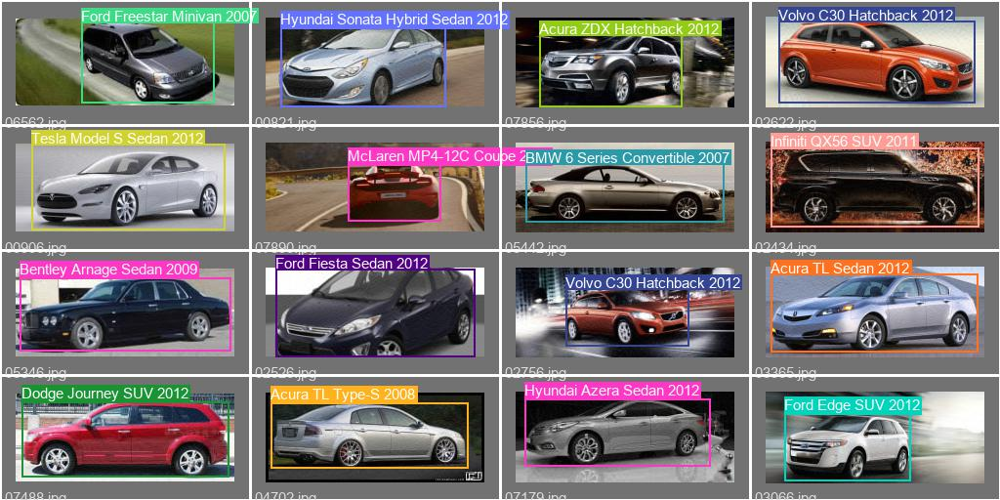 Ford Freestar Minivan 2007
Hyundai Sonata Hybrid Sedan 2012
Acura ZDX Hatchback 2012
Volvo C30 Hatchback 2012
06562.jpg
00821.jpg
07856.jpg
02622.jpg
Tesla Model S Sedan 2012
McLaren MP4-12C Coupe 2
BMW 6 Series Convertible 2007
Infiniti QX56 SUV 2011
00906.jpg
07890.jpg
05442.jpg
02434.jpg
Bentley Arnage Sedan 2009
Ford Fiesta Sedan 2012
Volvo C30 Hatchback 2012
Acura TL Sedan 2012
05346.jpg
02526.jpg
02756.jpg
03365.jpg
Dodge Journey SUV 2012
Acura TL Type-S 2008
Hyundai Azera Sedan 2012
Ford Edge SUV 2012
07488.jpg
04702.jpg
07179.jpg
03066.jpg